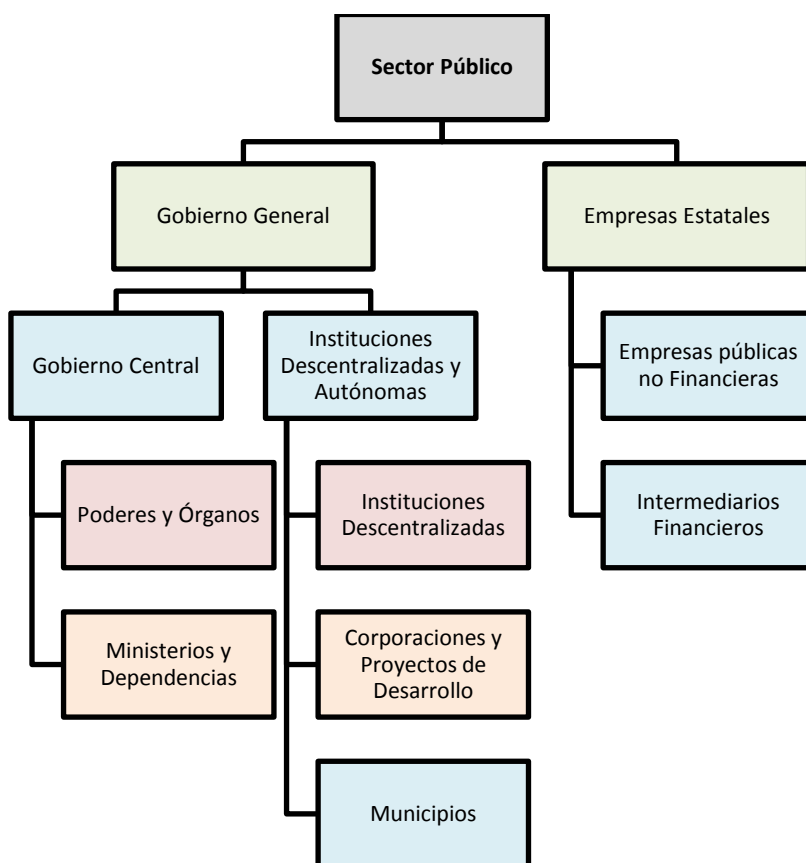 Sector Público
Gobierno General
Empresas Estatales
Gobierno Central
Instituciones
Descentralizadas y
Autónomas
Empresas públicas
no Financieras
Poderes y Órganos
Instituciones
Descentralizadas
Intermediarios
Financieros
Ministerios y
Dependencias
Corporaciones y
Proyectos de
Desarrollo
Municipios